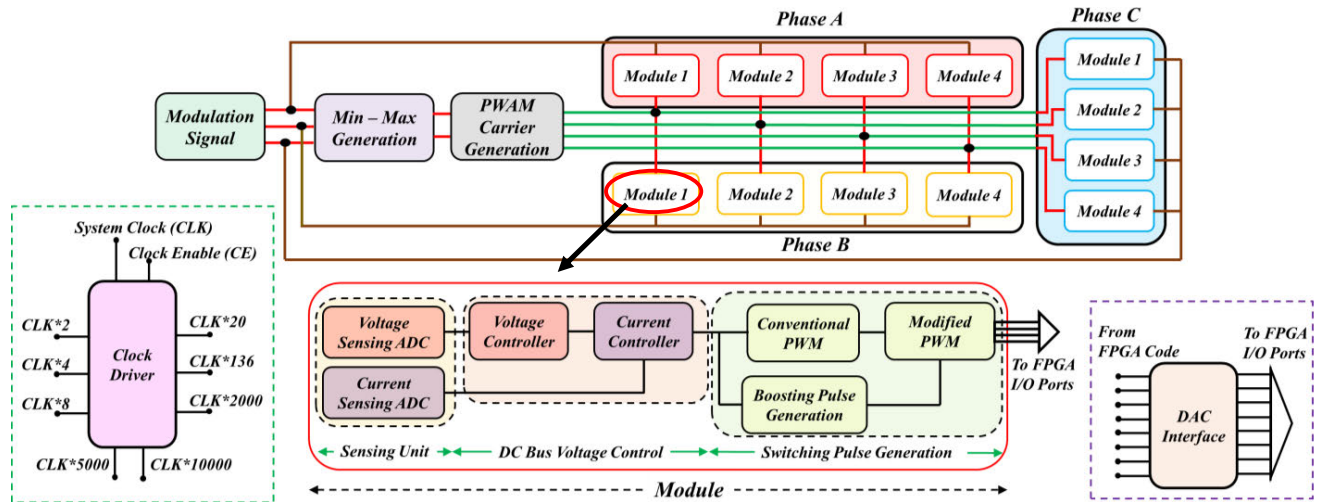 Phase A
Phase C
Module 1
Module 2
Module 3
Module 4
Module 1
Module 2
Module 3
Module 4
Modulation
Signal
Min – Max
Generation
PWAM
Carrier
Generation
Module 1
Module 2
Module 3
Module 4
Phase B
System Clock (CLK)
Clock Enable (CE)
CLK*2
CLK*4
CLK*8
Clock
Driver
CLK*20
CLK*136
CLK*2000
CLK*5000
CLK*10000
Voltage
Sensing ADC
Current
Sensing ADC
Voltage
Controller
Current
Controller
Conventional
PWM
Modified
PWM
Boosting Pulse
Generation
To FPGA
I/O Ports
Sensing Unit
DC Bus Voltage Control
Switching Pulse Generation
Module
From
FPGA Code
DAC
Interface
To FPGA
I/O Ports